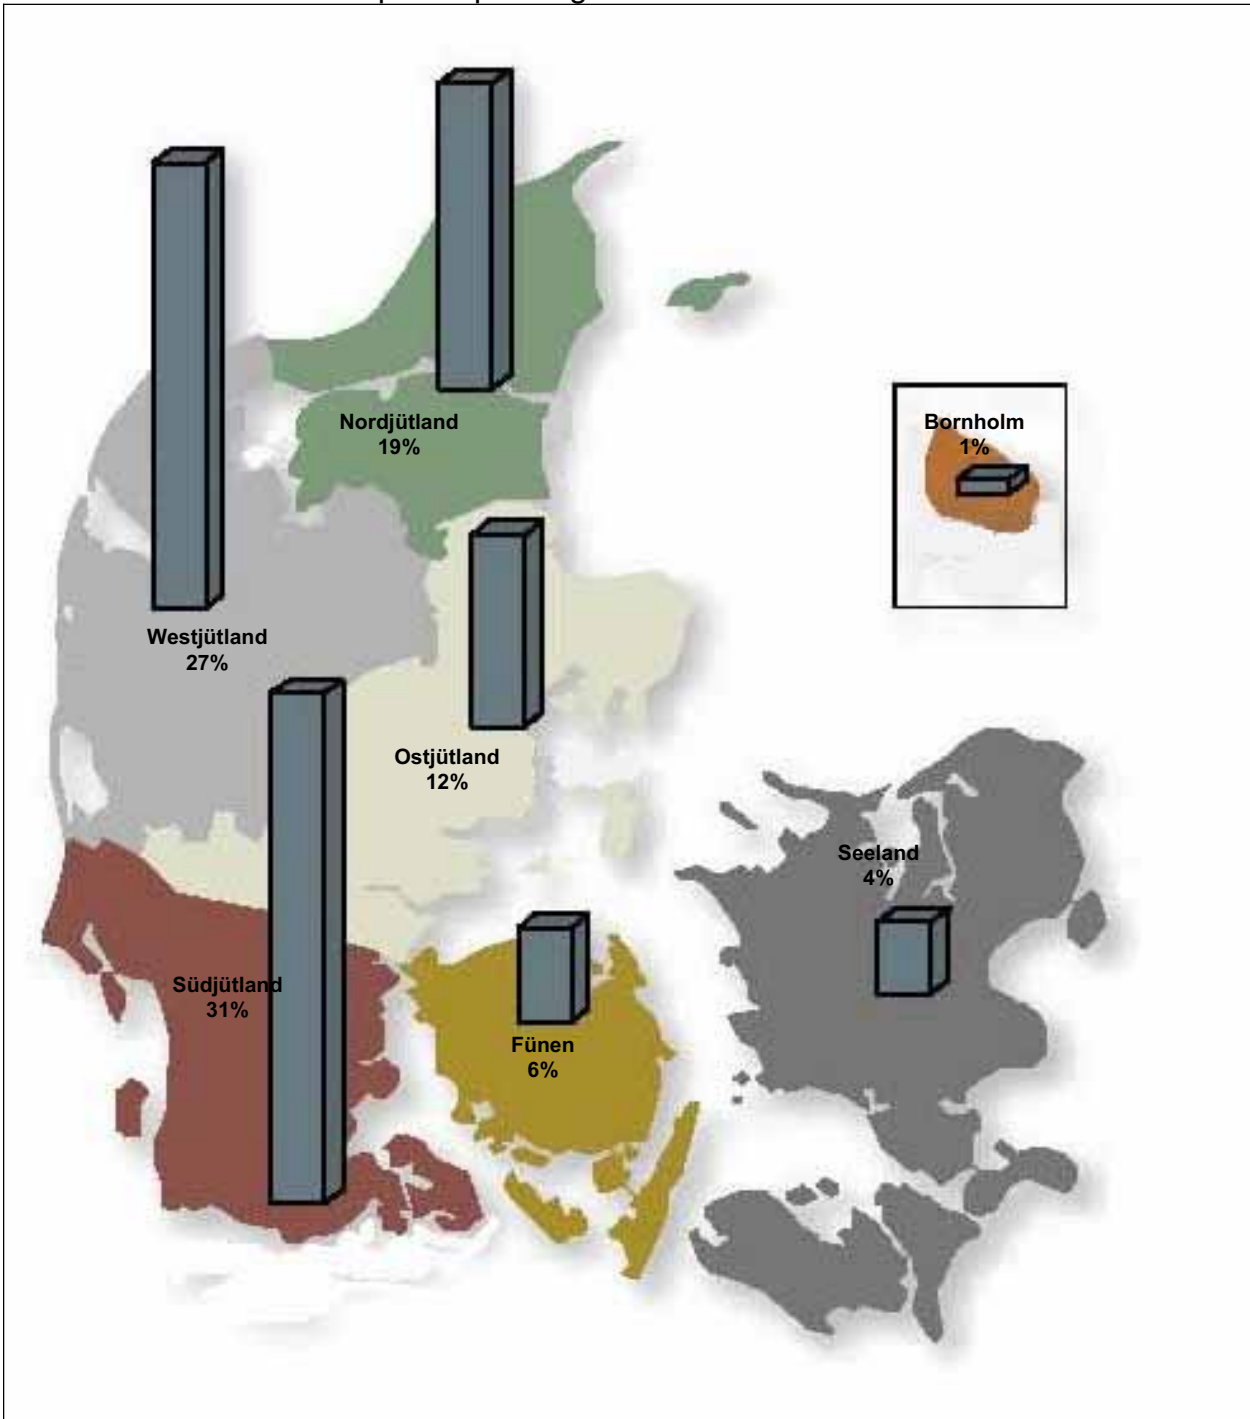 Nordjütland
19%
Bornholm
1%
Westjütland
27%
Ostjütland
12%
Seeland
4%
Südjütland
31%
Fünen
6%